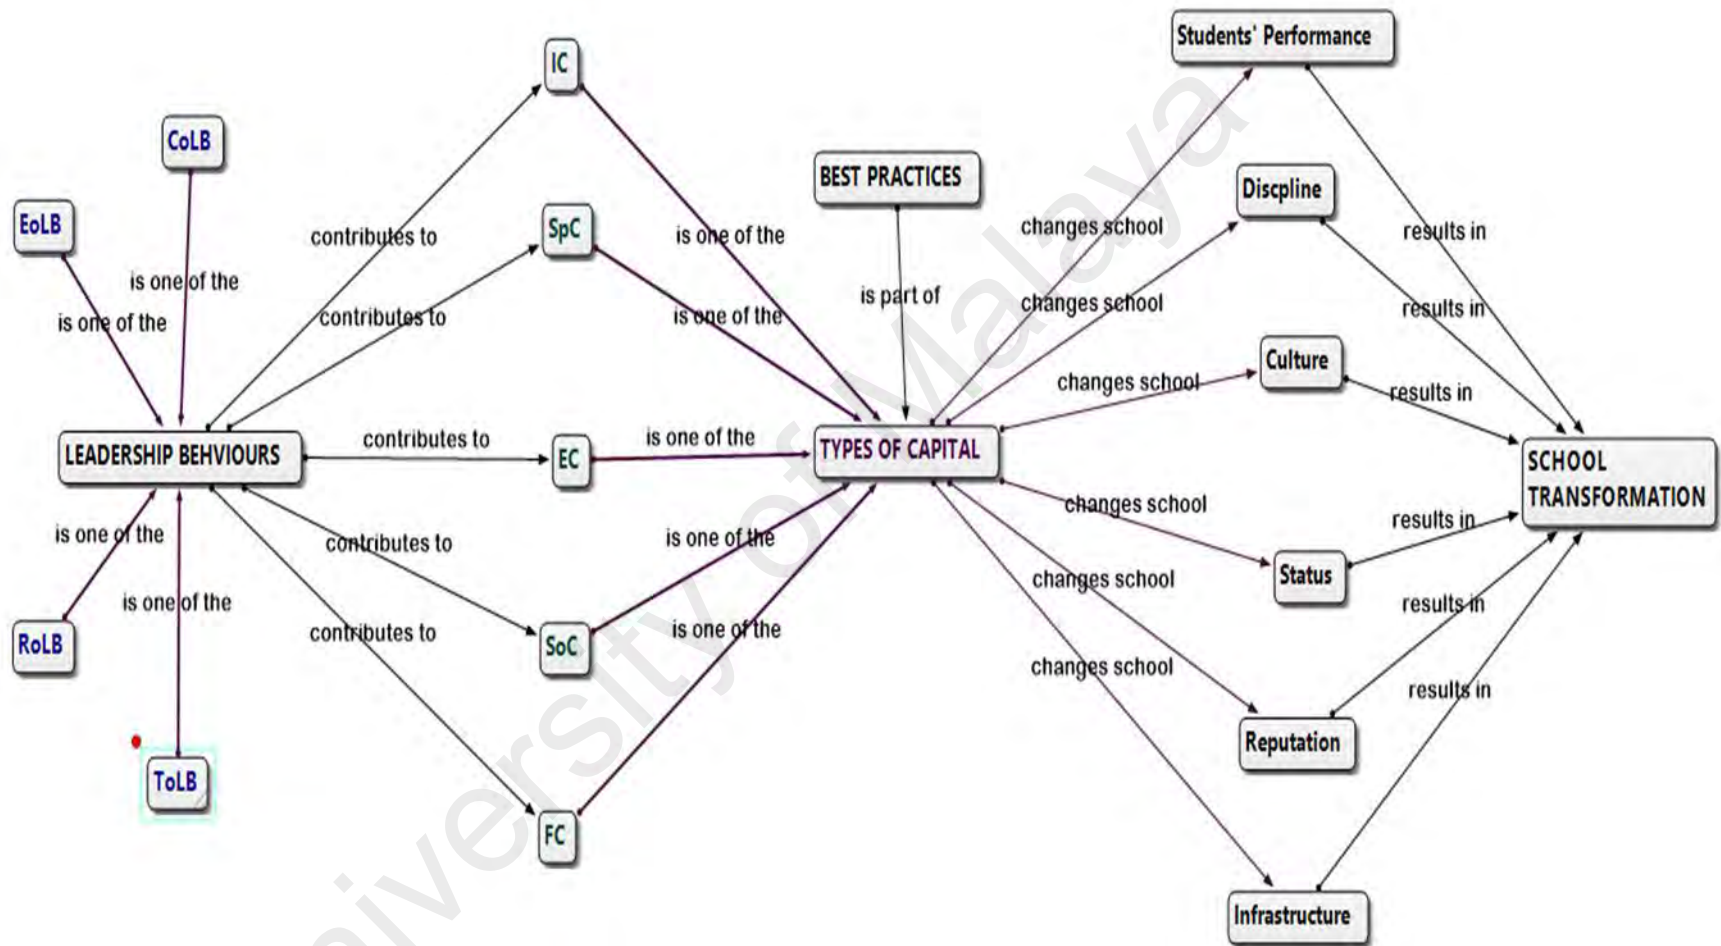 Students' Performance
IC
CoLB
BEST PRACTICES
Discpline
EoLB
SpC
contributes to
is one of the
changes school
results in
is one of the
is part of
changes school
results in
is one of the
contributes to
is one of the
Culture
changes school
results in
LEADERSHIP BEHVIOURS
contributes to
EC
is one of the
TYPES OF CAPITAL
SCHOOL
TRANSFORMATION
is one of the
contributes to
is one of the
changes school
results in
Status
is one of the
changes school
results in
RoLB
contributes to
SoC
is one of the
changes school
results in
ToLB
Reputation
FC
Infrastructure
University of Malaya